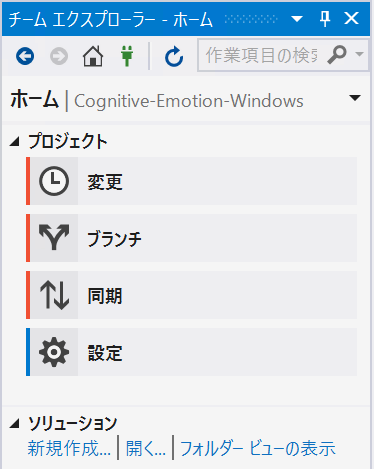 チーム エクスプローラー - ホーム
作業項目の検索
ホーム | Cognitive-Emotion-Windows
プロジェクト
変更
ブランチ
同期
設定
ソリューション
新規作成... | 開く... | フォルダー ビューの表示